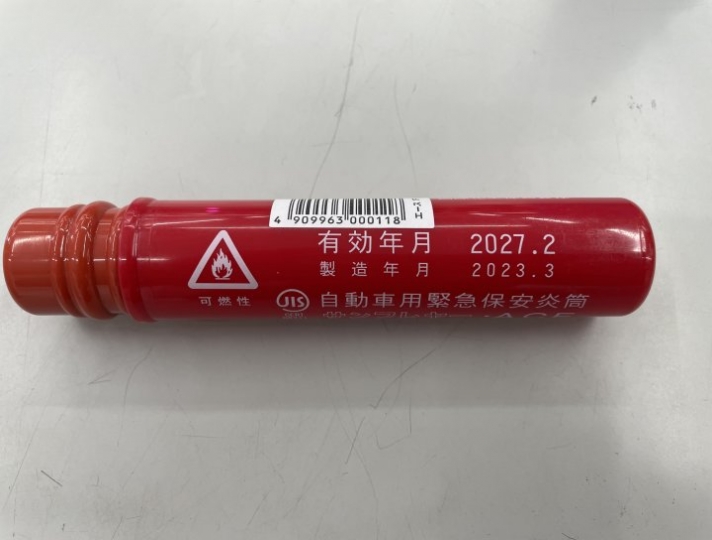 4 909963 000118
有効年月 2027.2
製造年月 2023.3
可燃性
JIS 自動車用緊急保安炎筒